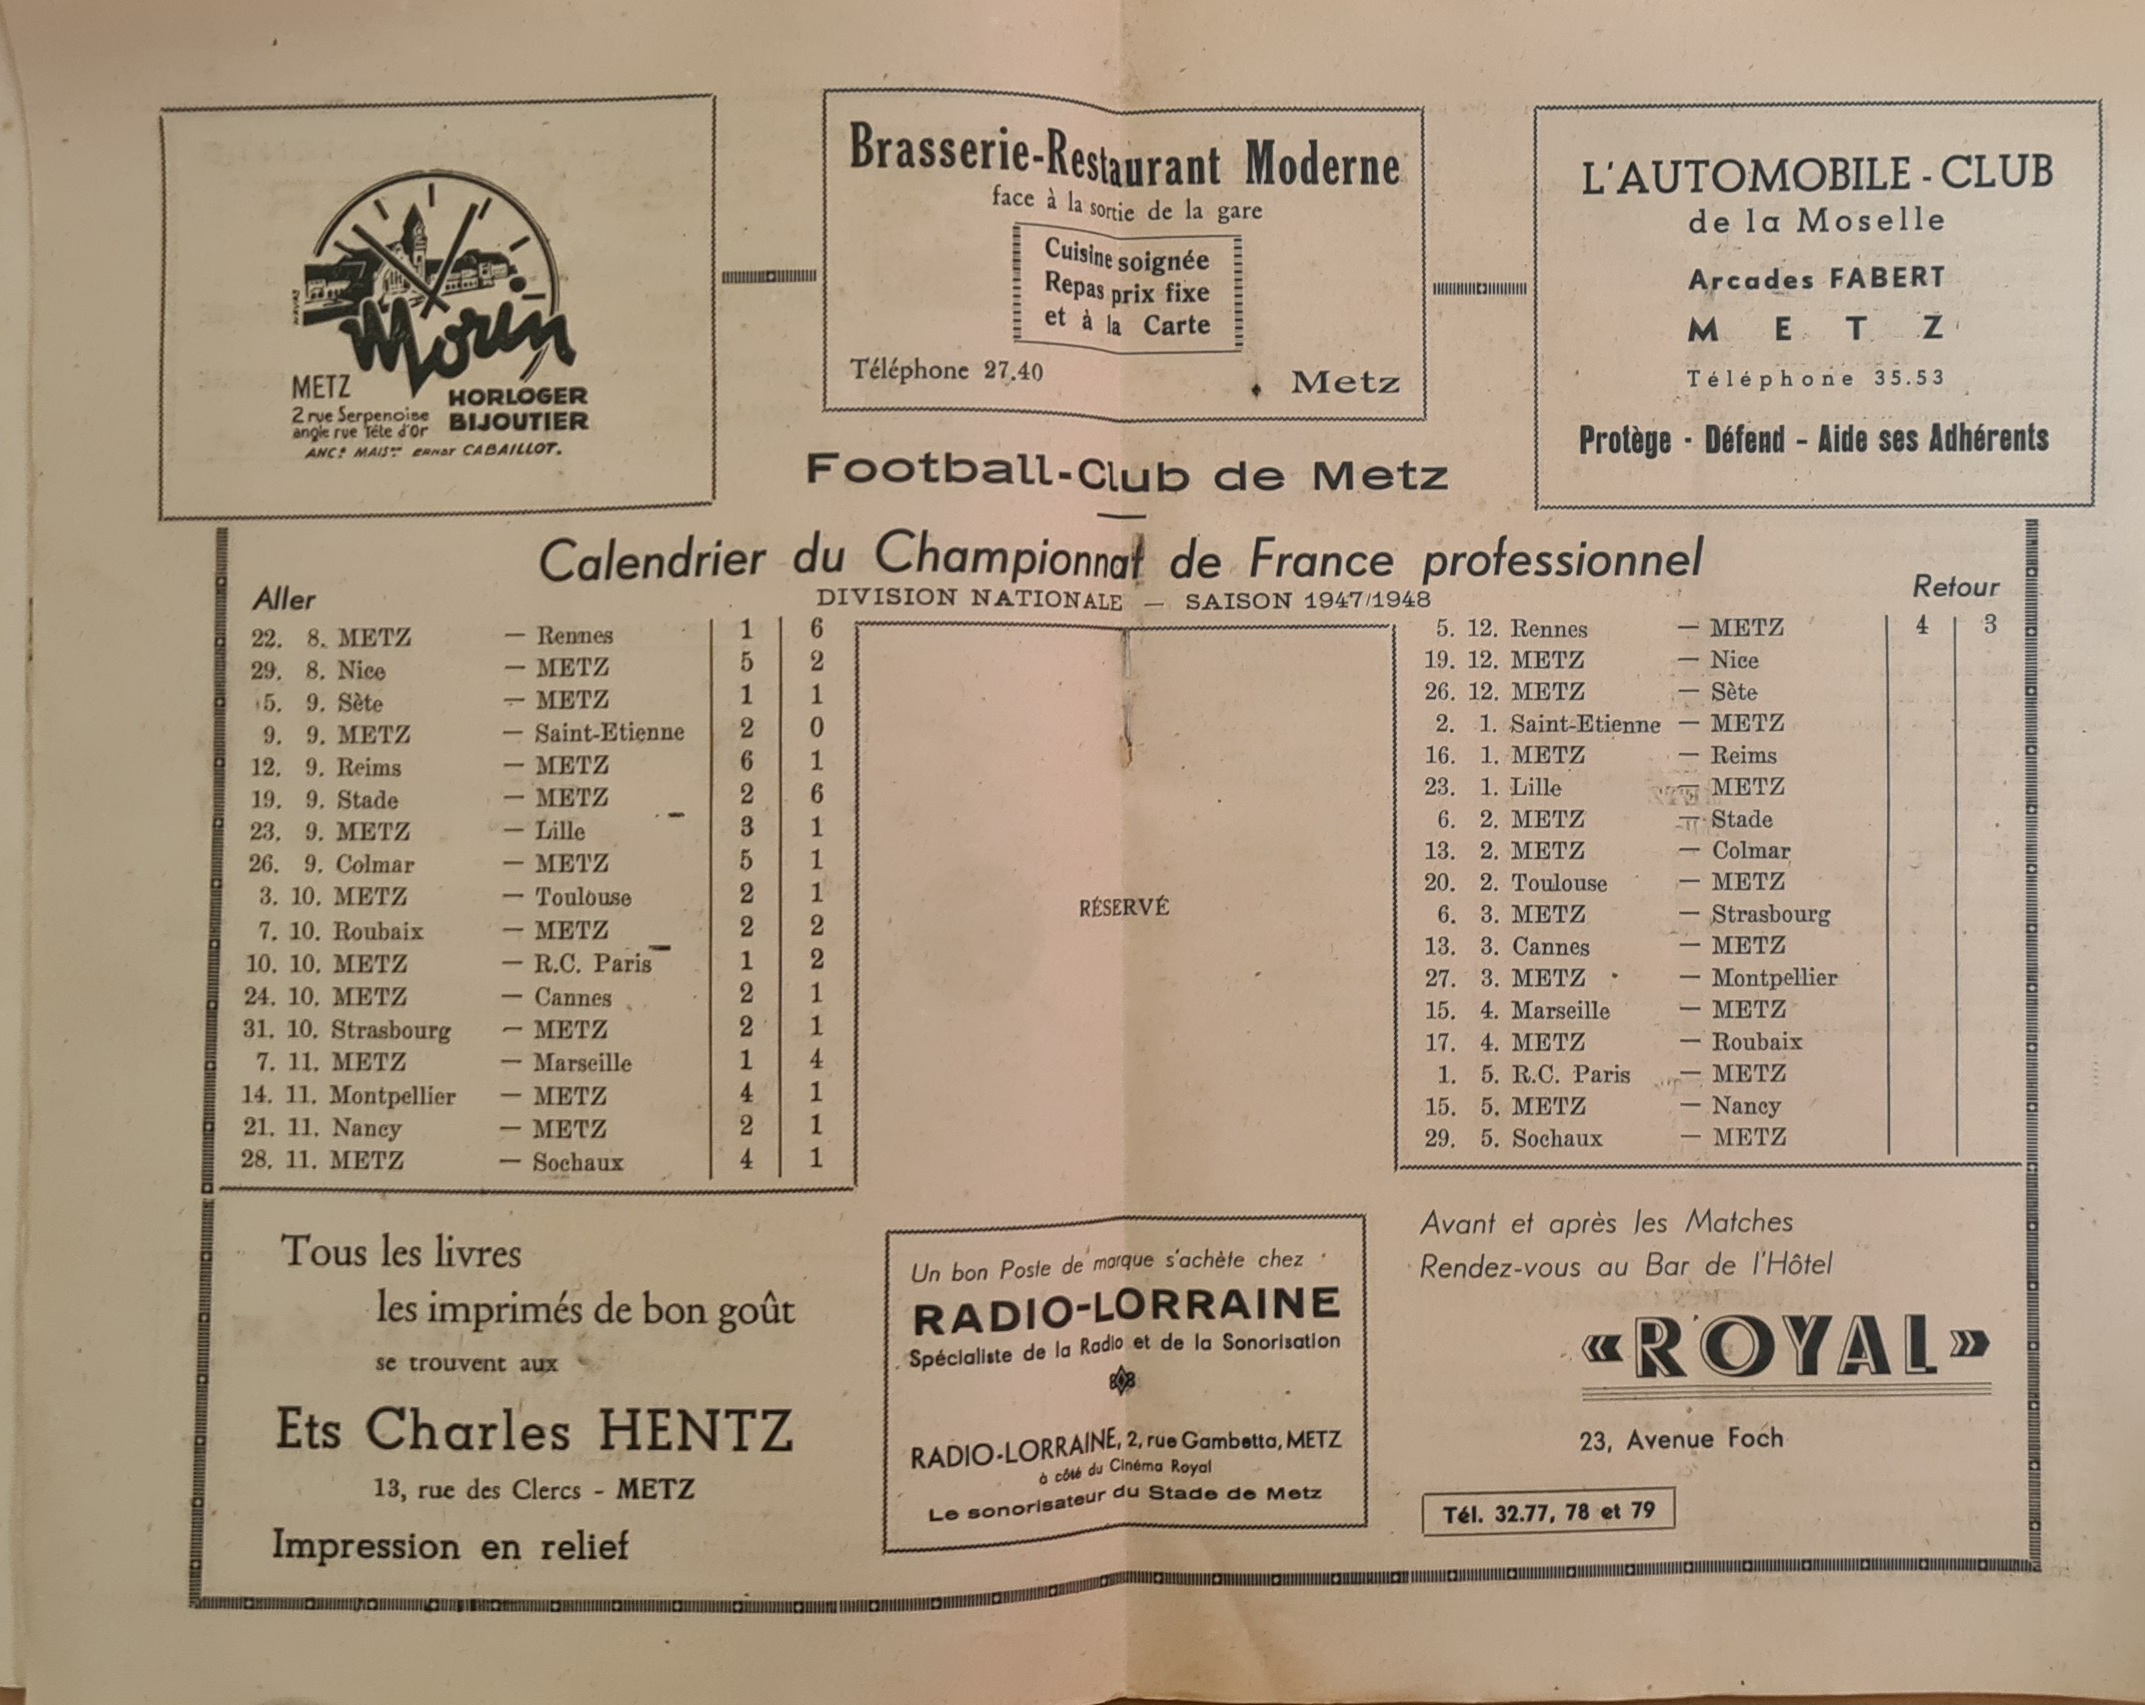 Morin
METZ
HORLOGER
2 rue Serpenoise
BIJOUTIER
angle rue Tête d'Or
ANC.e MAIS.on ERNST CABAILLOT.
Brasserie-Restaurant Moderne
face à la sortie de la gare
Cuisine soignée
Repas prix fixe
et à la Carte
Téléphone 27.40
Metz
L'AUTOMOBILE-CLUB
de la Moselle
Arcades FABERT
METZ
Téléphone 35.53
Protège - Défend - Aide ses Adhérents
Football-Club de Metz
Calendrier du Championnat de France professionnel
DIVISION NATIONALE — SAISON 1947/1948
Aller
22. 8. METZ — Rennes 1 6
29. 8. Nice — METZ 5 2
5. 9. Sète — METZ 1 1
9. 9. METZ — Saint-Etienne 2 0
12. 9. Reims — METZ 6 1
19. 9. Stade — METZ 2 6
23. 9. METZ — Lille 3 1
26. 9. Colmar — METZ 5 1
3. 10. METZ — Toulouse 2 1
7. 10. Roubaix — METZ 2 2
10. 10. METZ — R.C. Paris 1 2
24. 10. METZ — Cannes 2 1
31. 10. Strasbourg — METZ 2 1
7. 11. METZ — Marseille 1 4
14. 11. Montpellier — METZ 4 1
21. 11. Nancy — METZ 2 1
28. 11. METZ — Sochaux 4 1
RÉSERVÉ
Retour
5. 12. Rennes — METZ 4 3
19. 12. METZ — Nice
26. 12. METZ — Sète
2. 1. Saint-Etienne — METZ
16. 1. METZ — Reims
23. 1. Lille — METZ
6. 2. METZ — Stade
13. 2. METZ — Colmar
20. 2. Toulouse — METZ
6. 3. METZ — Strasbourg
13. 3. Cannes — METZ
27. 3. METZ — Montpellier
15. 4. Marseille — METZ
17. 4. METZ — Roubaix
1. 5. R.C. Paris — METZ
15. 5. METZ — Nancy
29. 5. Sochaux — METZ
Tous les livres
les imprimés de bon goût
se trouvent aux
Ets Charles HENTZ
13, rue des Clercs - METZ
Impression en relief
Un bon Poste de marque s'achète chez
RADIO-LORRAINE
Spécialiste de la Radio et de la Sonorisation
RADIO-LORRAINE, 2, rue Gambetta, METZ
à côté du Cinéma Royal
Le sonorisateur du Stade de Metz
Avant et après les Matches
Rendez-vous au Bar de l'Hôtel
«ROYAL»
23, Avenue Foch
Tél. 32.77, 78 et 79